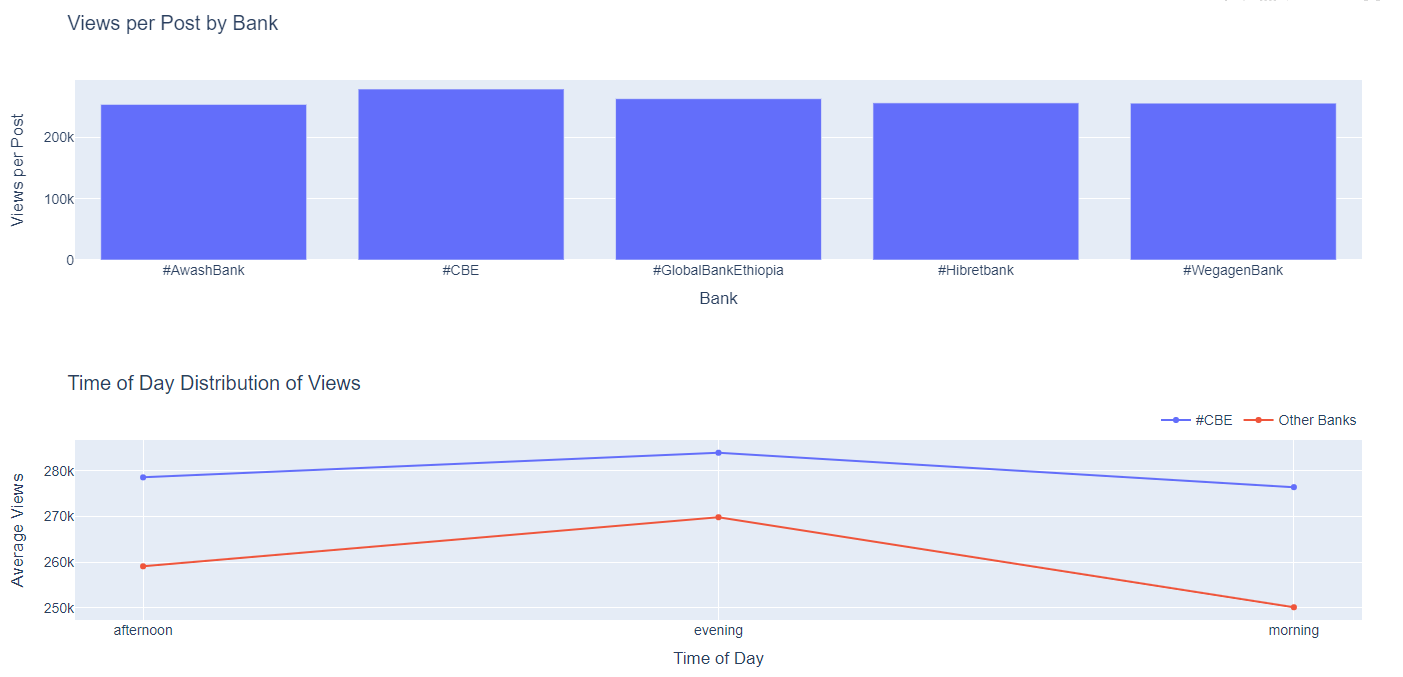 Views per Post by Bank
Views per Post
200k
100k
0
#AwashBank #CBE #GlobalBankEthiopia #Hibretbank #WegagenBank
Bank
Time of Day Distribution of Views
#CBE Other Banks
Average Views
280k
270k
260k
250k
afternoon evening morning
Time of Day